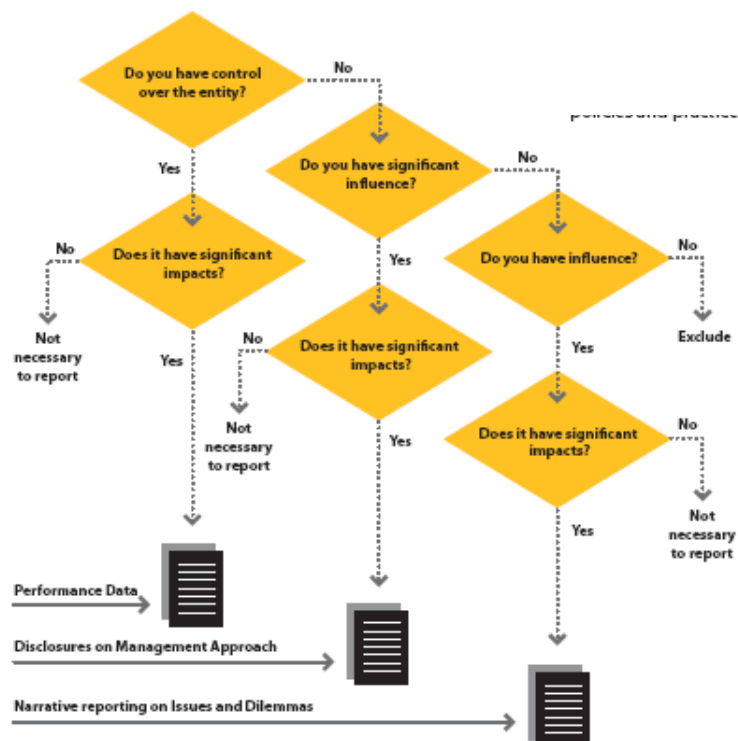 Do you have control
over the entity?
No
policies and practice
Yes
Do you have significant
influence?
No
No
Does it have significant
impacts?
Yes
Do you have influence?
No
Not
necessary
to report
Yes
No
Does it have significant
impacts?
Yes
Exclude
Not
necessary
to report
Yes
Does it have significant
impacts?
No
Yes
Not
necessary
to report
Performance Data
Disclosures on Management Approach
Narrative reporting on Issues and Dilemmas